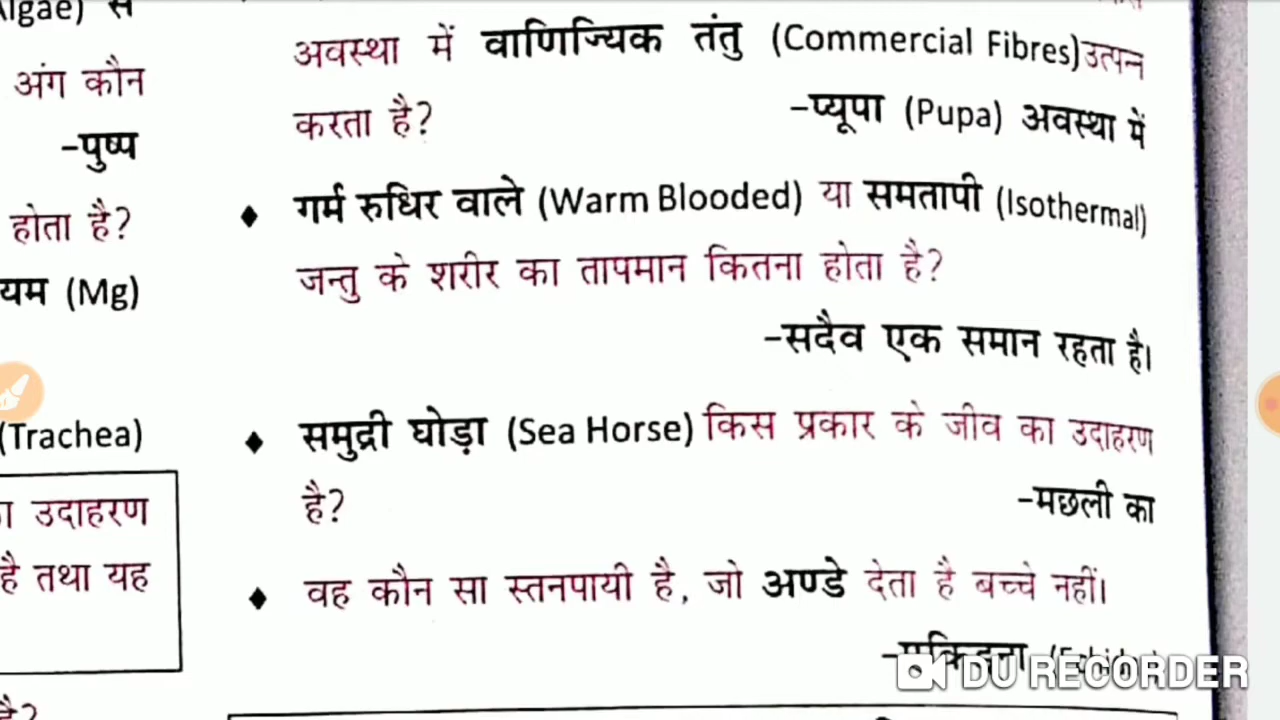 Algae) से
अंग कौन
-पुष्प
होता है?
यम (Mg)
(Trachea)
उदाहरण
है तथा यह
है?
अवस्था में वाणिज्यिक तंतु (Commercial Fibres) उत्पन्न
करता है?
-प्यूपा (Pupa) अवस्था में
♦ गर्म रुधिर वाले (Warm Blooded) या समतापी (Isothermal)
जन्तु के शरीर का तापमान कितना होता है?
-सदैव एक समान रहता है।
♦ समुद्री घोड़ा (Sea Horse) किस प्रकार के जीव का उदाहरण
है?
-मछली का
♦ वह कौन सा स्तनपायी है, जो अण्डे देता है बच्चे नहीं।
DU RECORDER